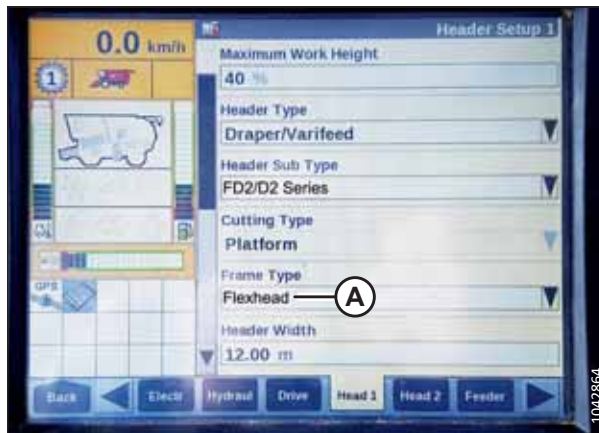 Header Setup 1
0.0 km/h
1
GPS
Maximum Work Height
40 %
Header Type
Draper/Varifeed
Header Sub Type
FD2/D2 Series
Cutting Type
Platform
Frame Type
Flexhead
A
Header Width
12.00 m
Back
Electr
Hydraul
Drive
Head 1
Head 2
Feeder
1042864